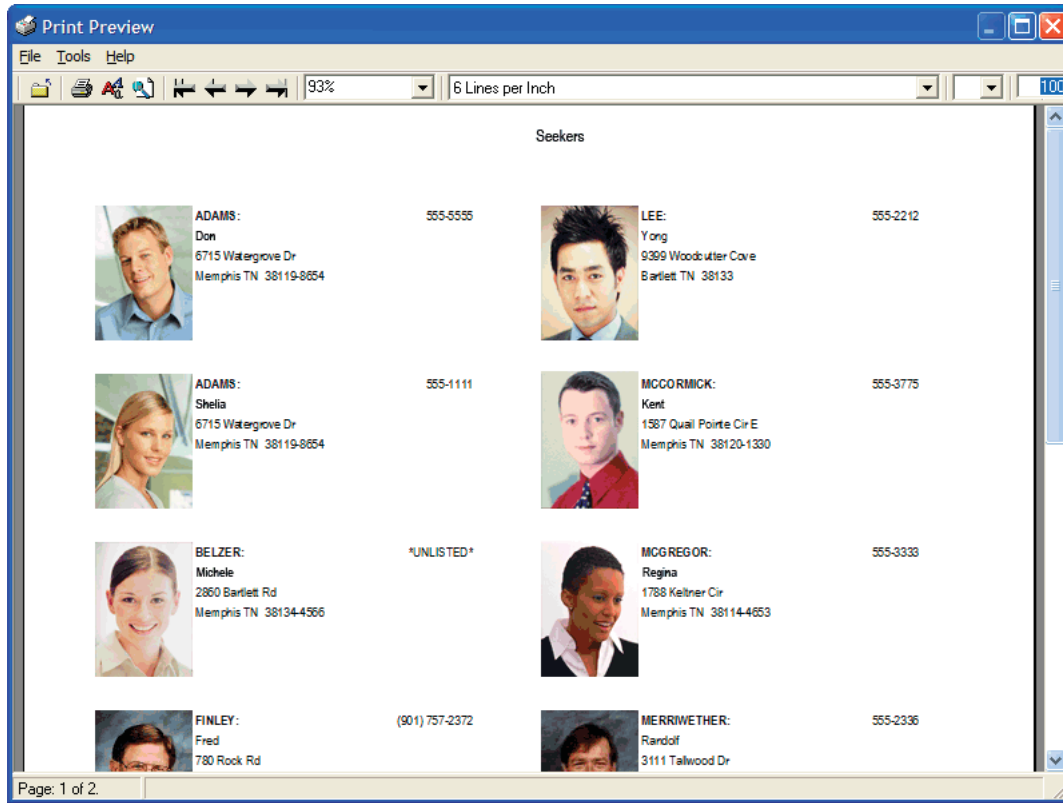 Print Preview
File Tools Help
93% 6 Lines per Inch 100
Seekers
ADAMS: 555-5555
Don
6715 Watergrove Dr
Memphis TN 38119-8654
LEE: 555-2212
Yong
9399 Woodcutter Cove
Bartlett TN 38133
ADAMS: 555-1111
Shelia
6715 Watergrove Dr
Memphis TN 38119-8654
MCCORMICK: 555-3775
Kent
1587 Quail Pointe Cir E
Memphis TN 38120-1330
BELZER: *UNLISTED*
Michele
2860 Bartlett Rd
Memphis TN 38134-4566
MCGREGOR: 555-3333
Regina
1788 Keltner Cir
Memphis TN 38114-4653
FINLEY: (901) 757-2372
Fred
780 Rock Rd
MERRIWETHER: 555-2336
Randolf
3111 Tallwood Dr
Page: 1 of 2.